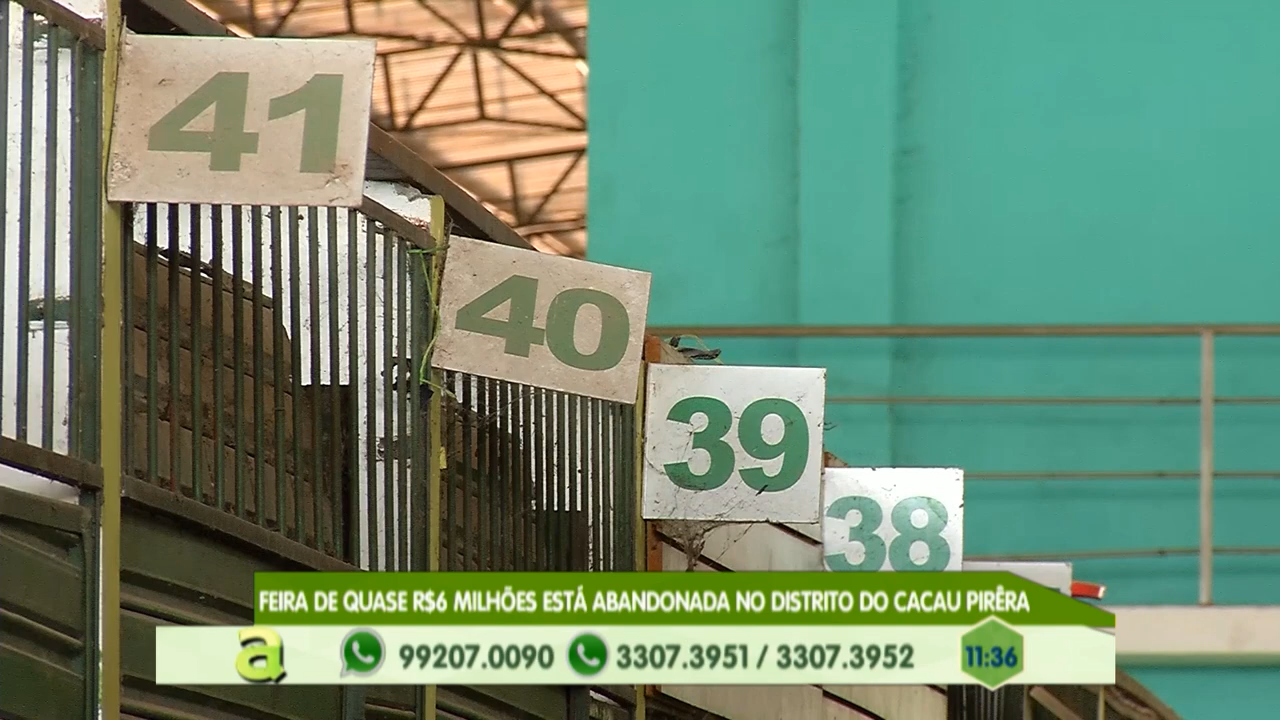 41
40
39
38
FEIRA DE QUASE R$6 MILHÕES ESTÁ ABANDONADA NO DISTRITO DO CACAU PIRÊRA
a 99207.0090 3307.3951 / 3307.3952 11:36